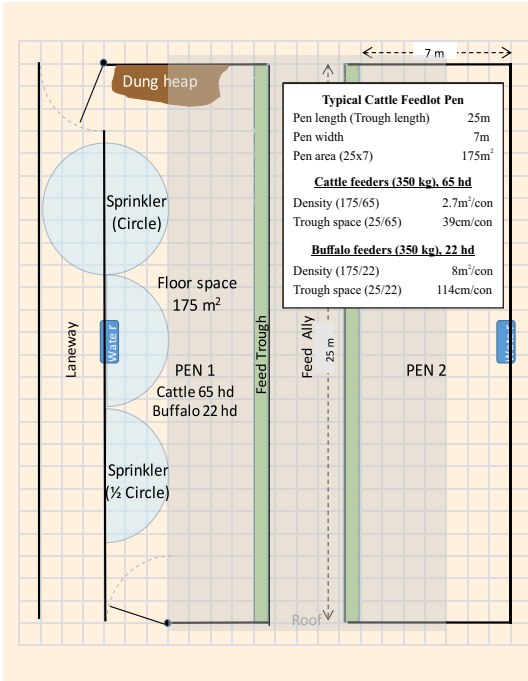 7 m
Dung heap
Typical Cattle Feedlot Pen
Pen length (Trough length) 25m
Pen width 7m
Pen area (25x7) 175m²
Cattle feeders (350 kg), 65 hd
Density (175/65) 2.7m²/con
Trough space (25/65) 39cm/con
Buffalo feeders (350 kg), 22 hd
Density (175/22) 8m²/con
Trough space (25/22) 114cm/con
Sprinkler
(Circle)
Floor space
175 m²
Laneway
Water
PEN 1
Cattle 65 hd
Buffalo 22 hd
Feed Trough
Feed Ally
25 m
PEN 2
Water
Sprinkler
(½ Circle)
Roof